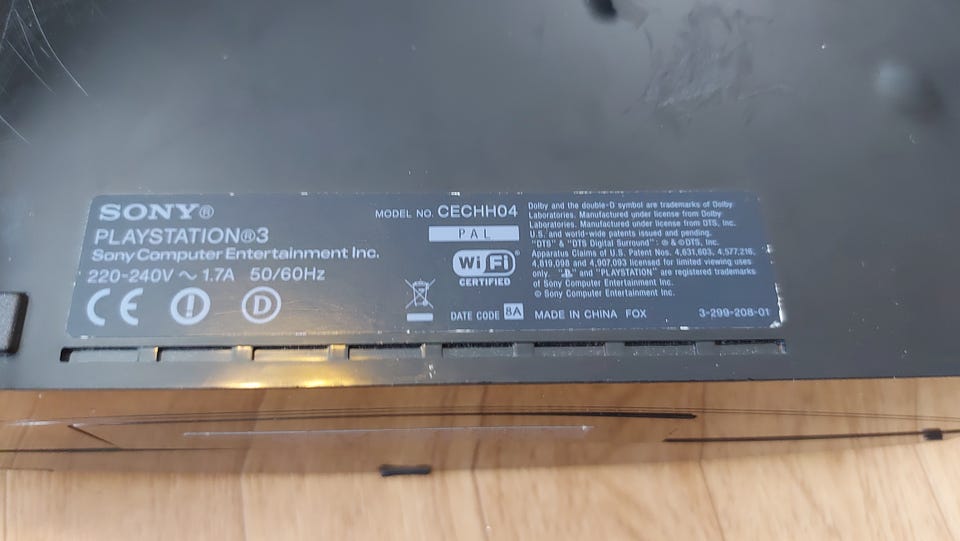 SONY®
PLAYSTATION®3
Sony Computer Entertainment Inc.
220-240V ~ 1.7A 50/60Hz
CE D
MODEL NO. CECHH04
PAL
Wi Fi®
CERTIFIED
DATE CODE 8A MADE IN CHINA FOX 3-299-208-01
Dolby and the double-D symbol are trademarks of Dolby
Laboratories. Manufactured under license from Dolby
Laboratories. Manufactured under license from DTS, Inc.
U.S. and world-wide patents issued and pending.
"DTS" & "DTS Digital Surround": ® & © DTS, Inc.
Apparatus Claims of U.S. Patent Nos. 4,631,603, 4,577,216,
4,819,098 and 4,907,093 licensed for limited viewing uses
only. " " and "PLAYSTATION" are registered trademarks
of Sony Computer Entertainment Inc.
© Sony Computer Entertainment Inc.